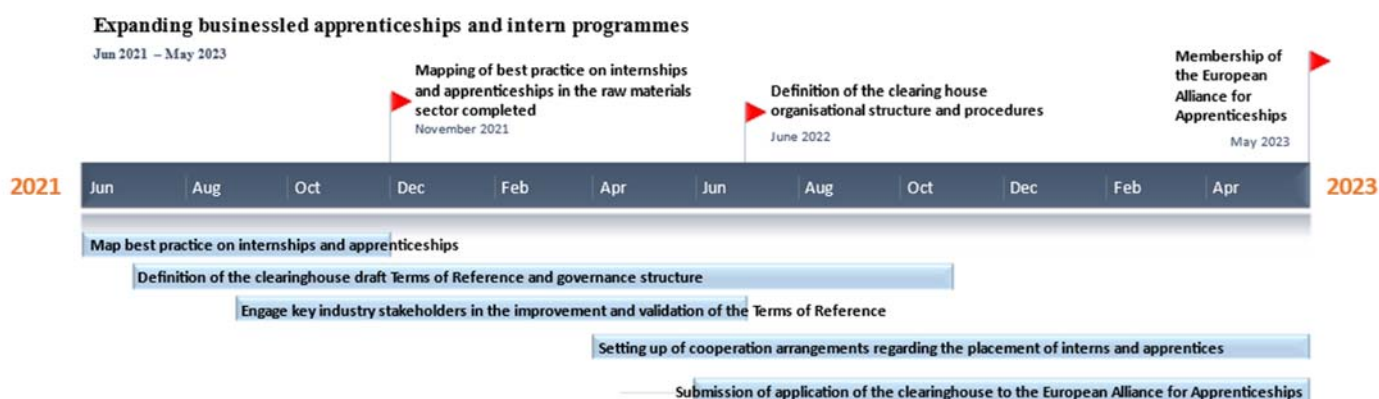 Expanding businessled apprenticeships and intern programmes
Jun 2021 – May 2023
Mapping of best practice on internships
and apprenticeships in the raw materials
sector completed
November 2021
Definition of the clearing house
organisational structure and procedures
June 2022
Membership of
the European
Alliance for
Apprenticeships
May 2023
2021 Jun Aug Oct Dec Feb Apr Jun Aug Oct Dec Feb Apr 2023
Map best practice on internships and apprenticeships
Definition of the clearinghouse draft Terms of Reference and governance structure
Engage key industry stakeholders in the improvement and validation of the Terms of Reference
Setting up of cooperation arrangements regarding the placement of interns and apprentices
Submission of application of the clearinghouse to the European Alliance for Apprenticeships